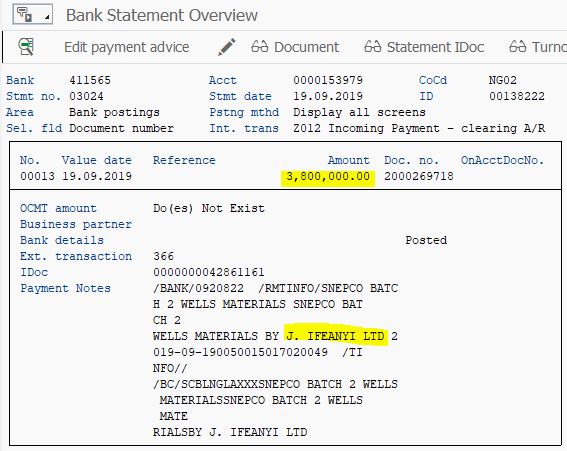 Bank Statement Overview
Edit payment advice Document Statement IDoc Turno
Bank 411565 Acct 0000153979 CoCd NG02
Stmt no. 03024 Stmt date 19.09.2019 ID 00138222
Area Bank postings Pstng mthd Display all screens
Sel. fld Document number Int. trans Z012 Incoming Payment - clearing A/R
No. Value date Reference Amount Doc. no. OnAcctDocNo.
00013 19.09.2019 3,800,000.00 2000269718
OCMT amount Do(es) Not Exist
Business partner
Bank details Posted
Ext. transaction 366
IDoc 0000000042861161
Payment Notes /BANK/0920822 /RMTINFO/SNEPCO BATC
H 2 WELLS MATERIALS SNEPCO BAT
CH 2
WELLS MATERIALS BY J. IFEANYI LTD 2
019-09-190050015017020049 /TI
NFO//
/BC/SCBLNGLAXXXSNEPCO BATCH 2 WELLS
MATERIALSSNEPCO BATCH 2 WELLS
MATE
RIALSBY J. IFEANYI LTD